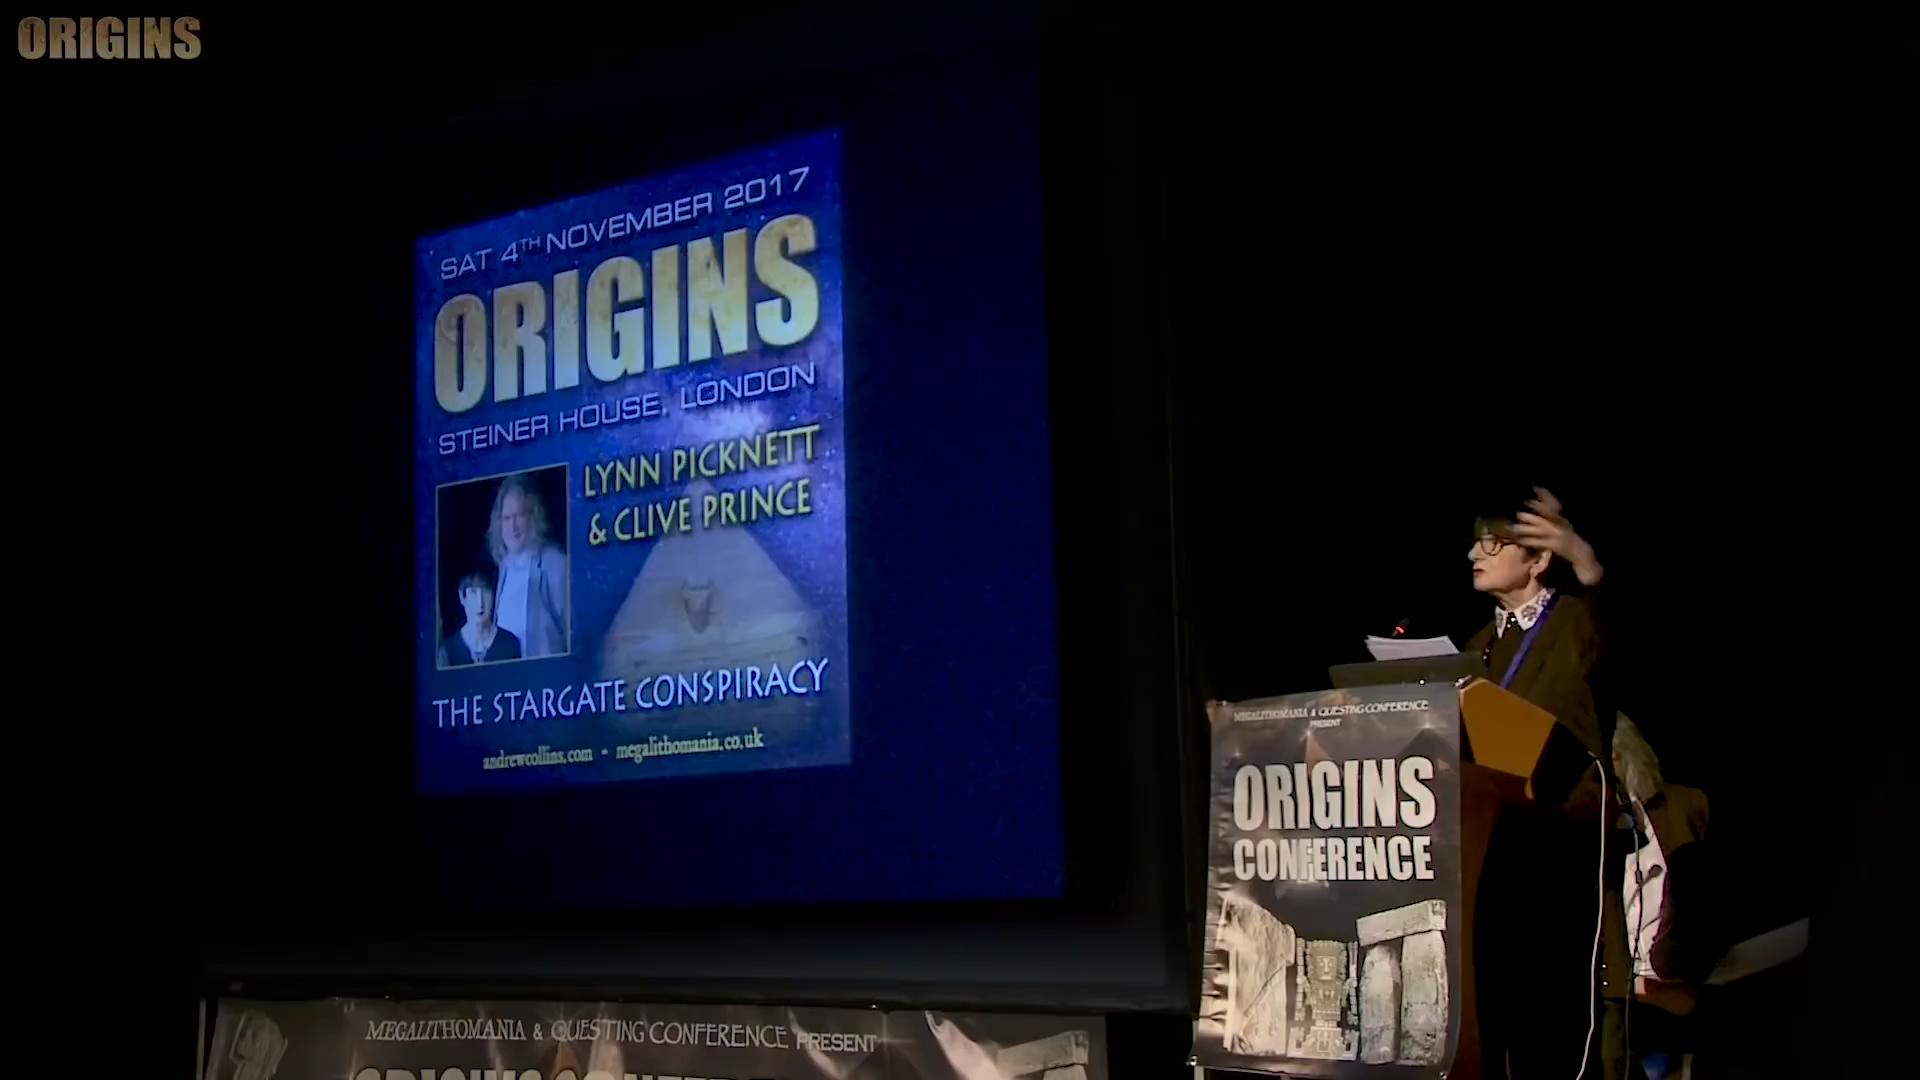 ORIGINS
SAT 4TH NOVEMBER 2017
ORIGINS
STEINER HOUSE, LONDON
LYNN PICKNETT
& CLIVE PRINCE
THE STARGATE CONSPIRACY
andrewcollins.com - megalithomania.co.uk
MEGALITHOMANIA & QUESTING CONFERENCE
PRESENT
ORIGINS
CONFERENCE
MEGALITHOMANIA & QUESTING CONFERENCE PRESENT